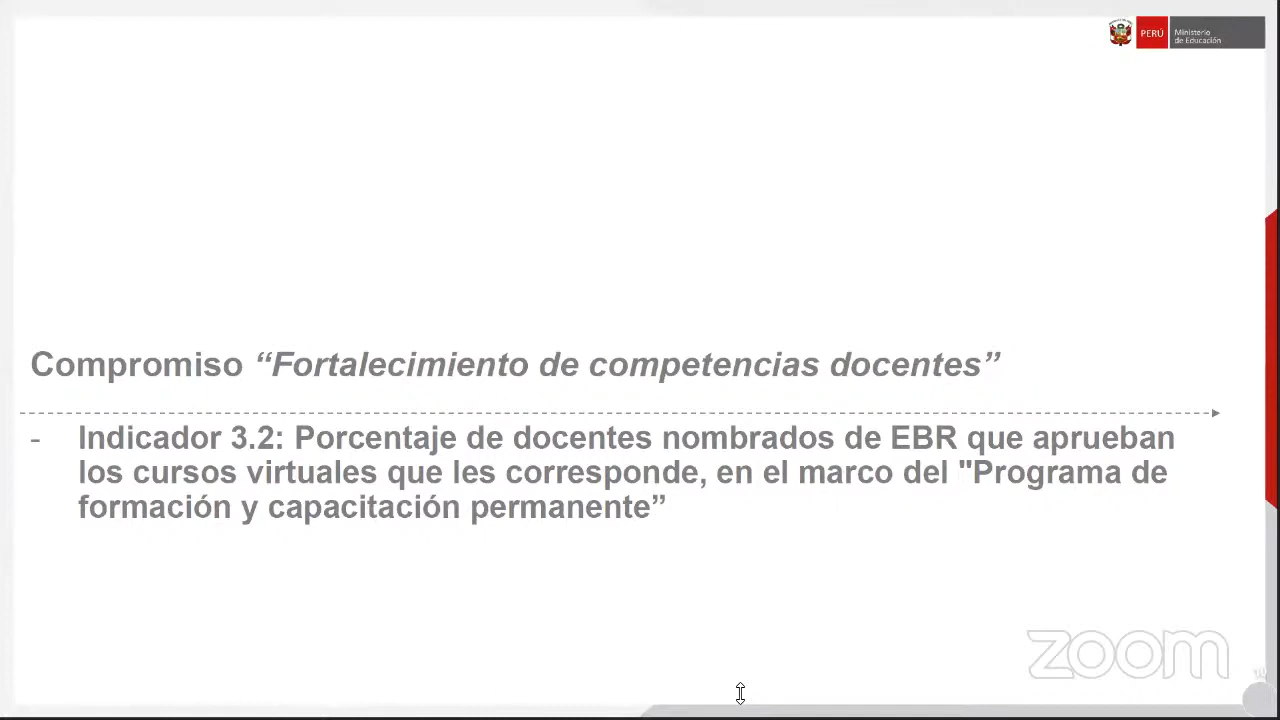 PERÚ
Ministerio
de Educación
Compromiso “Fortalecimiento de competencias docentes”
- Indicador 3.2: Porcentaje de docentes nombrados de EBR que aprueban
los cursos virtuales que les corresponde, en el marco del "Programa de
formación y capacitación permanente”
zoom